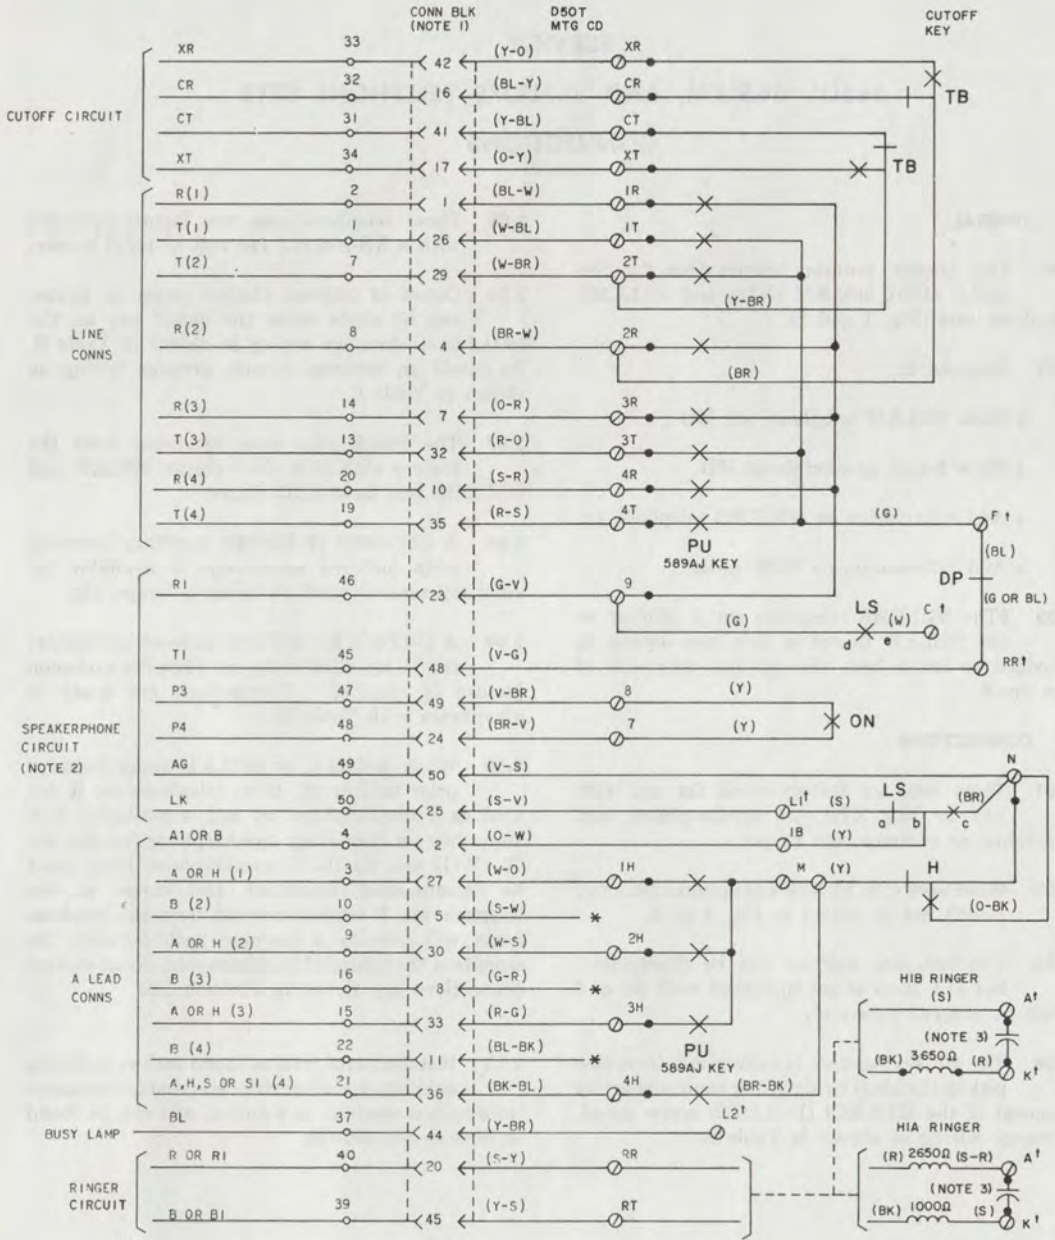 CONN BLK (NOTE 1) D50T MTG CD CUTOFF KEY
CUTOFF CIRCUIT
XR 33 42 (Y-O) XR
CR 32 16 (BL-Y) CR TB
CT 31 41 (Y-BL) CT
XT 34 17 (O-Y) XT TB
LINE CONNS
R(1) 2 1 (BL-W) 1R
T(1) 1 26 (W-BL) 1T
T(2) 7 29 (W-BR) 2T
(Y-BR)
R(2) 8 4 (BR-W) 2R
(BR)
R(3) 14 7 (O-R) 3R
T(3) 13 32 (R-O) 3T
R(4) 20 10 (S-R) 4R
T(4) 19 35 (R-S) 4T (G) F†
PU
589AJ KEY
(BL)
DP
(G OR BL)
SPEAKERPHONE CIRCUIT (NOTE 2)
R1 46 23 (G-V) 9
(G) LS (W) C†
d e
T1 45 48 (V-G) RR†
P3 47 49 (V-BR) 8 (Y)
P4 48 24 (BR-V) 7 (Y) ON
AG 49 50 (V-S) N
LK 50 25 (S-V) L1† (S) LS (BR)
a b c
A LEAD CONNS
A1 OR B 4 2 (O-W) 1B (Y)
A OR H (1) 3 27 (W-O) 1H M (Y) H
B (2) 10 5 (S-W) * (O-BK)
A OR H (2) 9 30 (W-S) 2H
B (3) 16 8 (G-R) *
A OR H (3) 15 33 (R-G) 3H
B (4) 22 11 (BL-BK) *
PU
589AJ KEY
A,H,S OR S1 (4) 21 36 (BK-BL) 4H (BR-BK)
BUSY LAMP BL 37 44 (Y-BR) L2†
RINGER CIRCUIT
R OR R1 40 20 (S-Y) RR
B OR B1 39 45 (Y-S) RT
HIB RINGER
(S) A†
(NOTE 3)
(BK) 3650Ω (R) K†
HIA RINGER
(R) 2650Ω (S-R) A†
(NOTE 3)
(BK) 1000Ω (S) K†